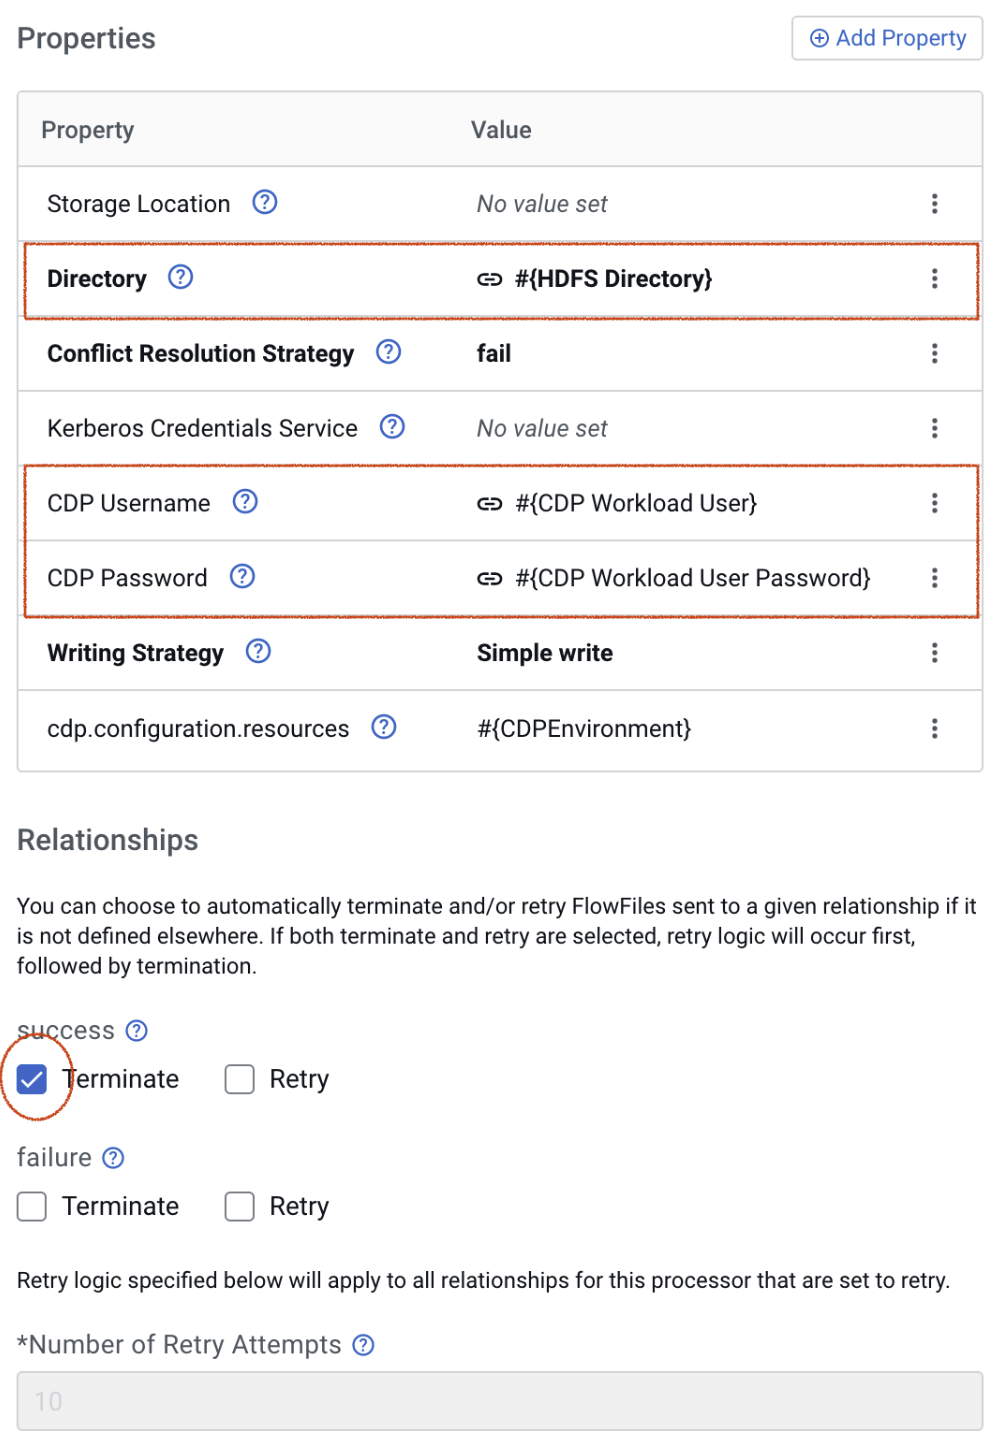 Properties
Add Property
Property Value
Storage Location ? No value set
Directory ? #{HDFS Directory}
Conflict Resolution Strategy ? fail
Kerberos Credentials Service ? No value set
CDP Username ? #{CDP Workload User}
CDP Password ? #{CDP Workload User Password}
Writing Strategy ? Simple write
cdp.configuration.resources ? #{CDPEnvironment}
Relationships
You can choose to automatically terminate and/or retry FlowFiles sent to a given relationship if it
is not defined elsewhere. If both terminate and retry are selected, retry logic will occur first,
followed by termination.
success ?
Terminate Retry
failure ?
Terminate Retry
Retry logic specified below will apply to all relationships for this processor that are set to retry.
*Number of Retry Attempts ?
10